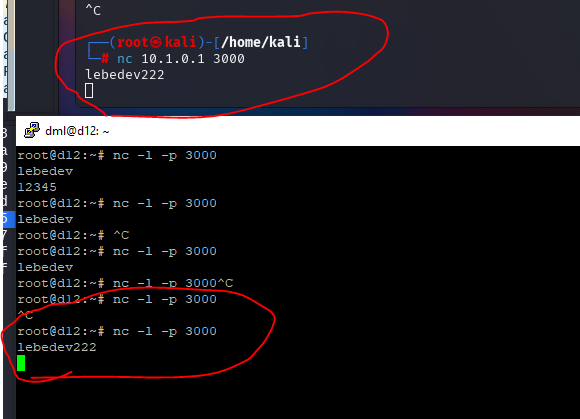 ^C
┌──(root㉿kali)-[/home/kali]
└─# nc 10.1.0.1 3000
lebedev222
dml@d12: ~
root@d12:~# nc -l -p 3000
lebedev
12345
root@d12:~# nc -l -p 3000
lebedev
root@d12:~# ^C
root@d12:~# nc -l -p 3000
lebedev
root@d12:~# nc -l -p 3000^C
root@d12:~# nc -l -p 3000
^C
root@d12:~# nc -l -p 3000
lebedev222